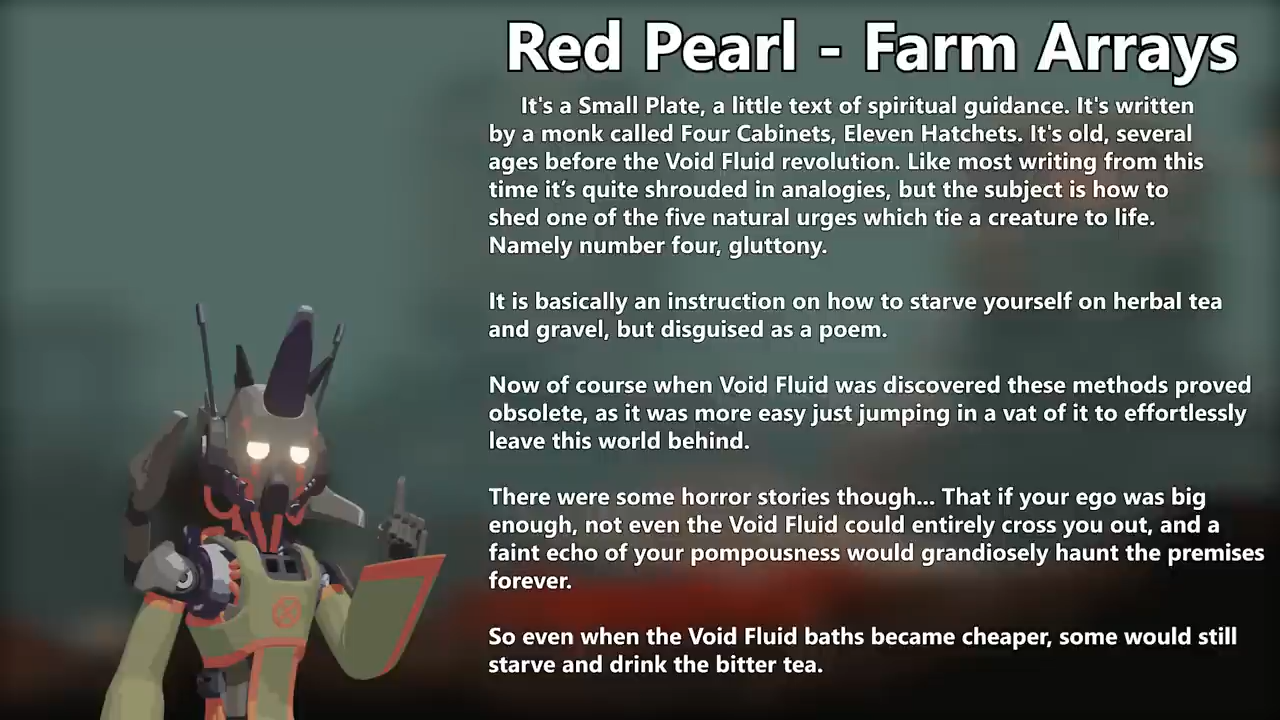 Red Pearl - Farm Arrays
It's a Small Plate, a little text of spiritual guidance. It's written
by a monk called Four Cabinets, Eleven Hatchets. It's old, several
ages before the Void Fluid revolution. Like most writing from this
time it’s quite shrouded in analogies, but the subject is how to
shed one of the five natural urges which tie a creature to life.
Namely number four, gluttony.
It is basically an instruction on how to starve yourself on herbal tea
and gravel, but disguised as a poem.
Now of course when Void Fluid was discovered these methods proved
obsolete, as it was more easy just jumping in a vat of it to effortlessly
leave this world behind.
There were some horror stories though... That if your ego was big
enough, not even the Void Fluid could entirely cross you out, and a
faint echo of your pompousness would grandiosely haunt the premises
forever.
So even when the Void Fluid baths became cheaper, some would still
starve and drink the bitter tea.